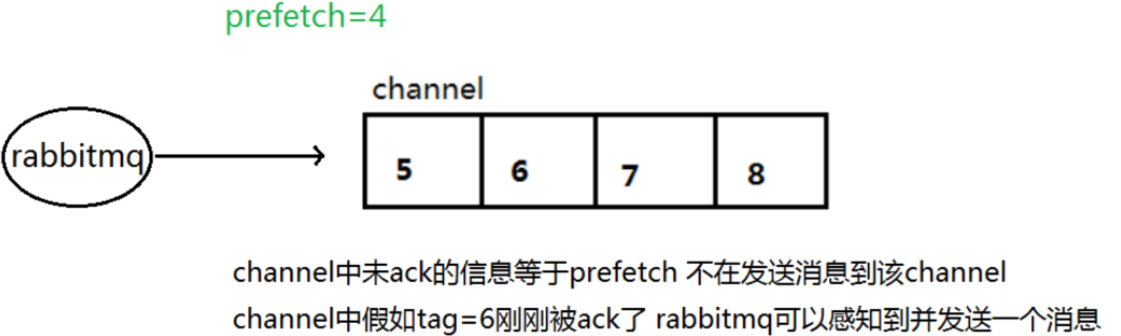 prefetch=4
channel
rabbitmq
5 6 7 8
channel中未ack的信息等于prefetch 不在发送消息到该channel
channel中假如tag=6刚刚被ack了 rabbitmq可以感知到并发送一个消息